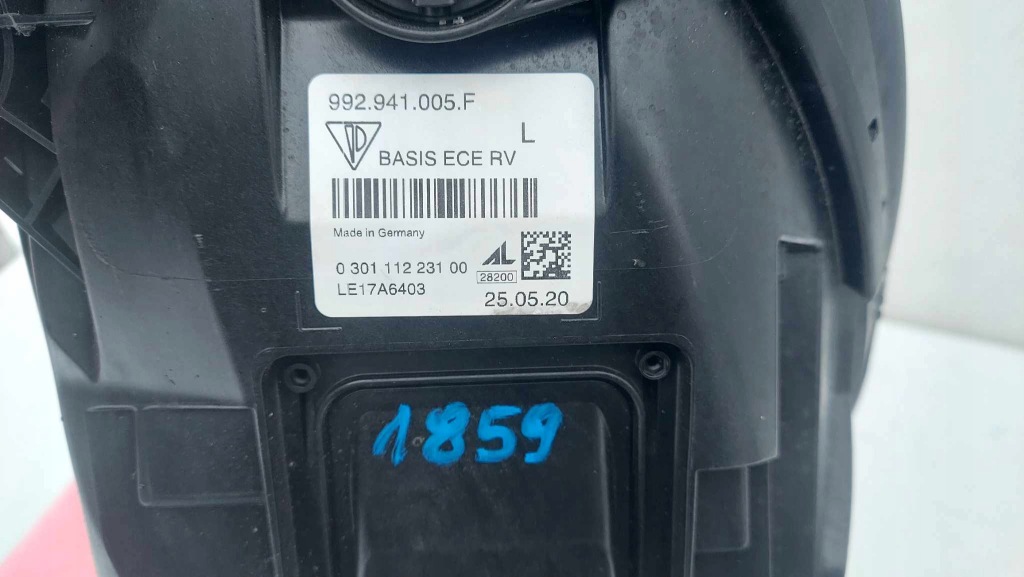 992.941.005.F
L
BASIS ECE RV
Made in Germany
0 301 112 231 00
AL
28200
LE17A6403
25.05.20
1859